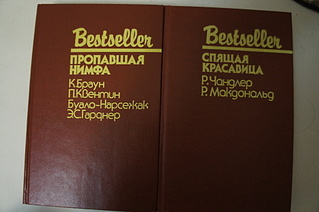 Bestseller
ПРОПАВШАЯ
НИМФА
К.Браун
П.Квентин
Буало-Нарсежак
Э.С.Гарднер
Bestseller
СПЯЩАЯ
КРАСАВИЦА
Р.Чандлер
Р.Макдональд